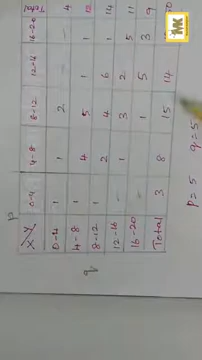 p
X Y 0-4 4-8 8-12 12-4 16-20 Total
0-4 1 1 2 – – 4
4-8 1 4 5 1 1 12
q
8-12 1 2 4 6 1 14
12-16 – 1 3 2 5 11
16-20 – – 1 5 3 9
Total 3 8 15 14 50
p = 5 q = 5